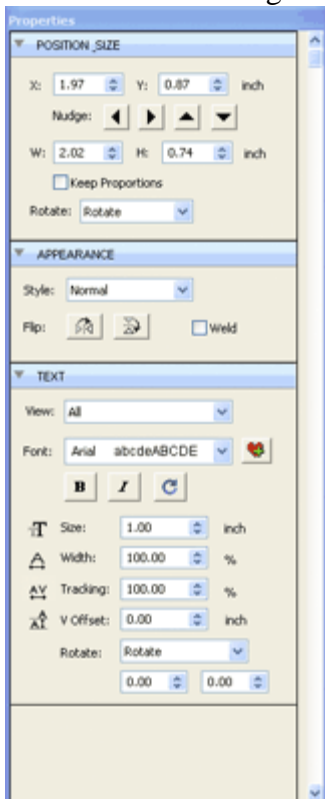 Properties
POSITION_SIZE
X: 1.97 Y: 0.87 inch
Nudge:
W: 2.02 H: 0.74 inch
Keep Proportions
Rotate: Rotate
APPEARANCE
Style: Normal
Flip: Weld
TEXT
View: All
Font: Arial abcdeABCDE
B I C
T Size: 1.00 inch
A Width: 100.00 %
AV Tracking: 100.00 %
V Offset: 0.00 inch
Rotate: Rotate
0.00 0.00